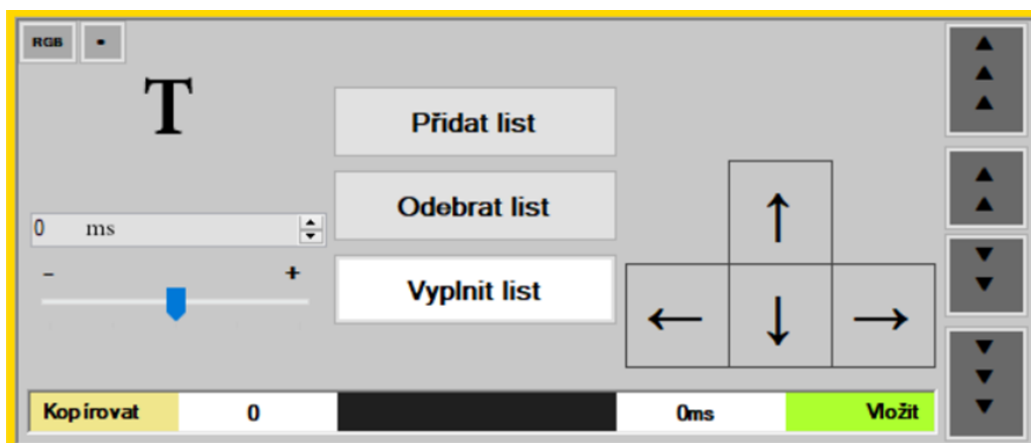 RGB
T
Přidat list
Odebrat list
0 ms
- +
Vyplnit list
Kopírovat 0 0ms Vložit